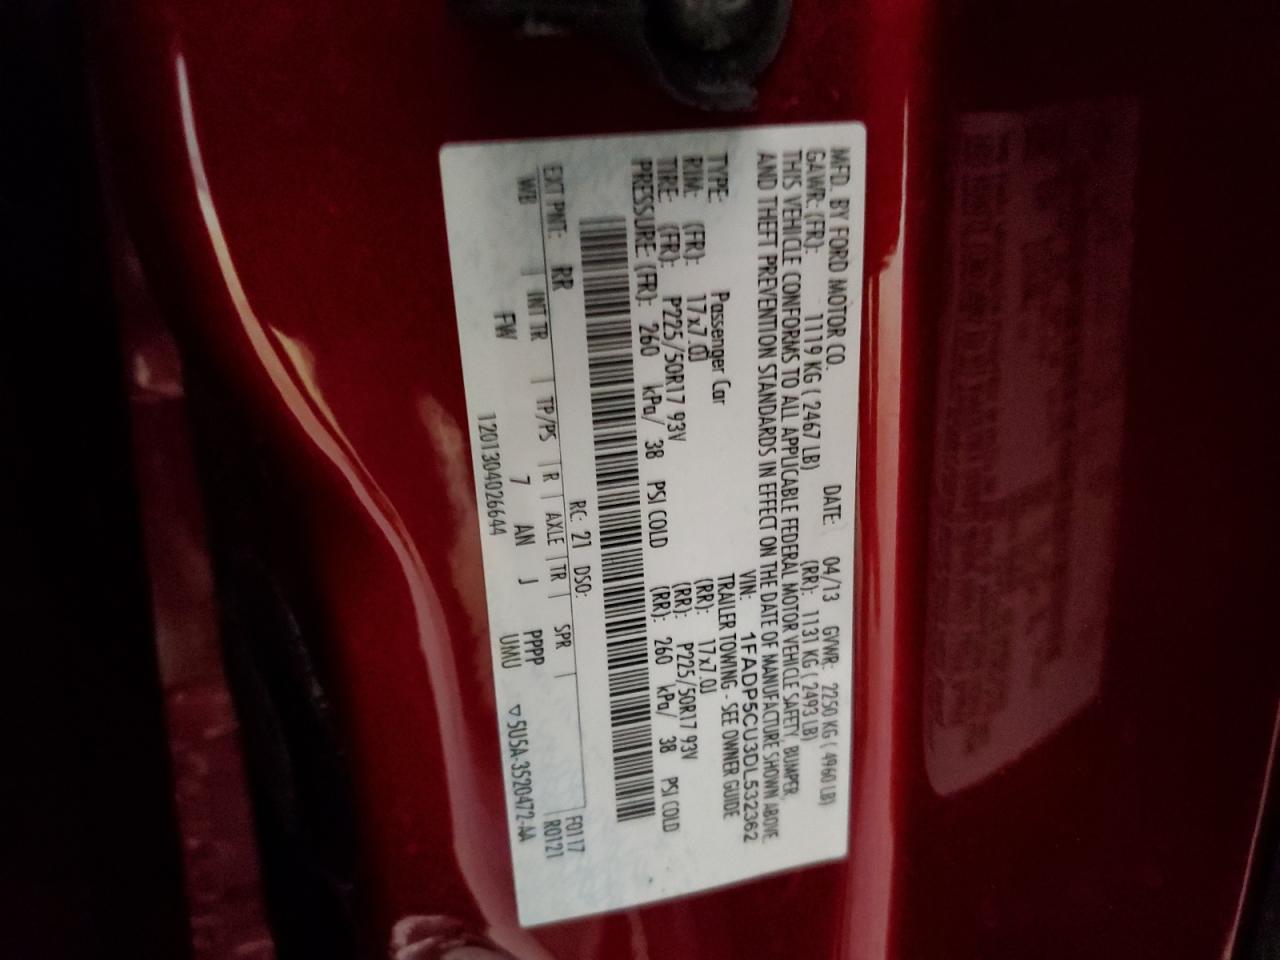 MFD. BY FORD MOTOR CO. DATE: 04/13 GVWR: 2250 KG ( 4960 LB)
GAWR: (FR): 1119 KG ( 2467 LB) (RR): 1131 KG ( 2493 LB)
THIS VEHICLE CONFORMS TO ALL APPLICABLE FEDERAL MOTOR VEHICLE SAFETY, BUMPER,
AND THEFT PREVENTION STANDARDS IN EFFECT ON THE DATE OF MANUFACTURE SHOWN ABOVE.
VIN: 1FADP5CU3DL532362
TYPE: Passenger Car TRAILER TOWING - SEE OWNER GUIDE
RIM: (FR): 17x7.0J (RR): 17x7.0J
TIRE: (FR): P225/50R17 93V (RR): P225/50R17 93V
PRESSURE (FR): 260 kPa/ 38 PSI COLD (RR): 260 kPa/ 38 PSI COLD
EXT PNT: RR RC: 21 DSO: F0117
WB INT TR TP/PS R AXLE TR SPR R0121
FW 7 AN J PPPP
UMU ▽5U5A-3520472-AA
1201304026644